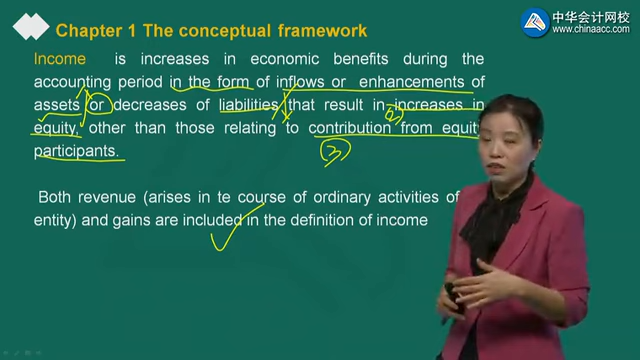 Chapter 1 The conceptual framework
中华会计网校
www.chinaacc.com
Income is increases in economic benefits during the
accounting period in the form of inflows or enhancements of
assets or decreases of liabilities that result in increases in
equity, other than those relating to contribution from equity
participants.
②
③
Both revenue (arises in te course of ordinary activities of
entity) and gains are included in the definition of income